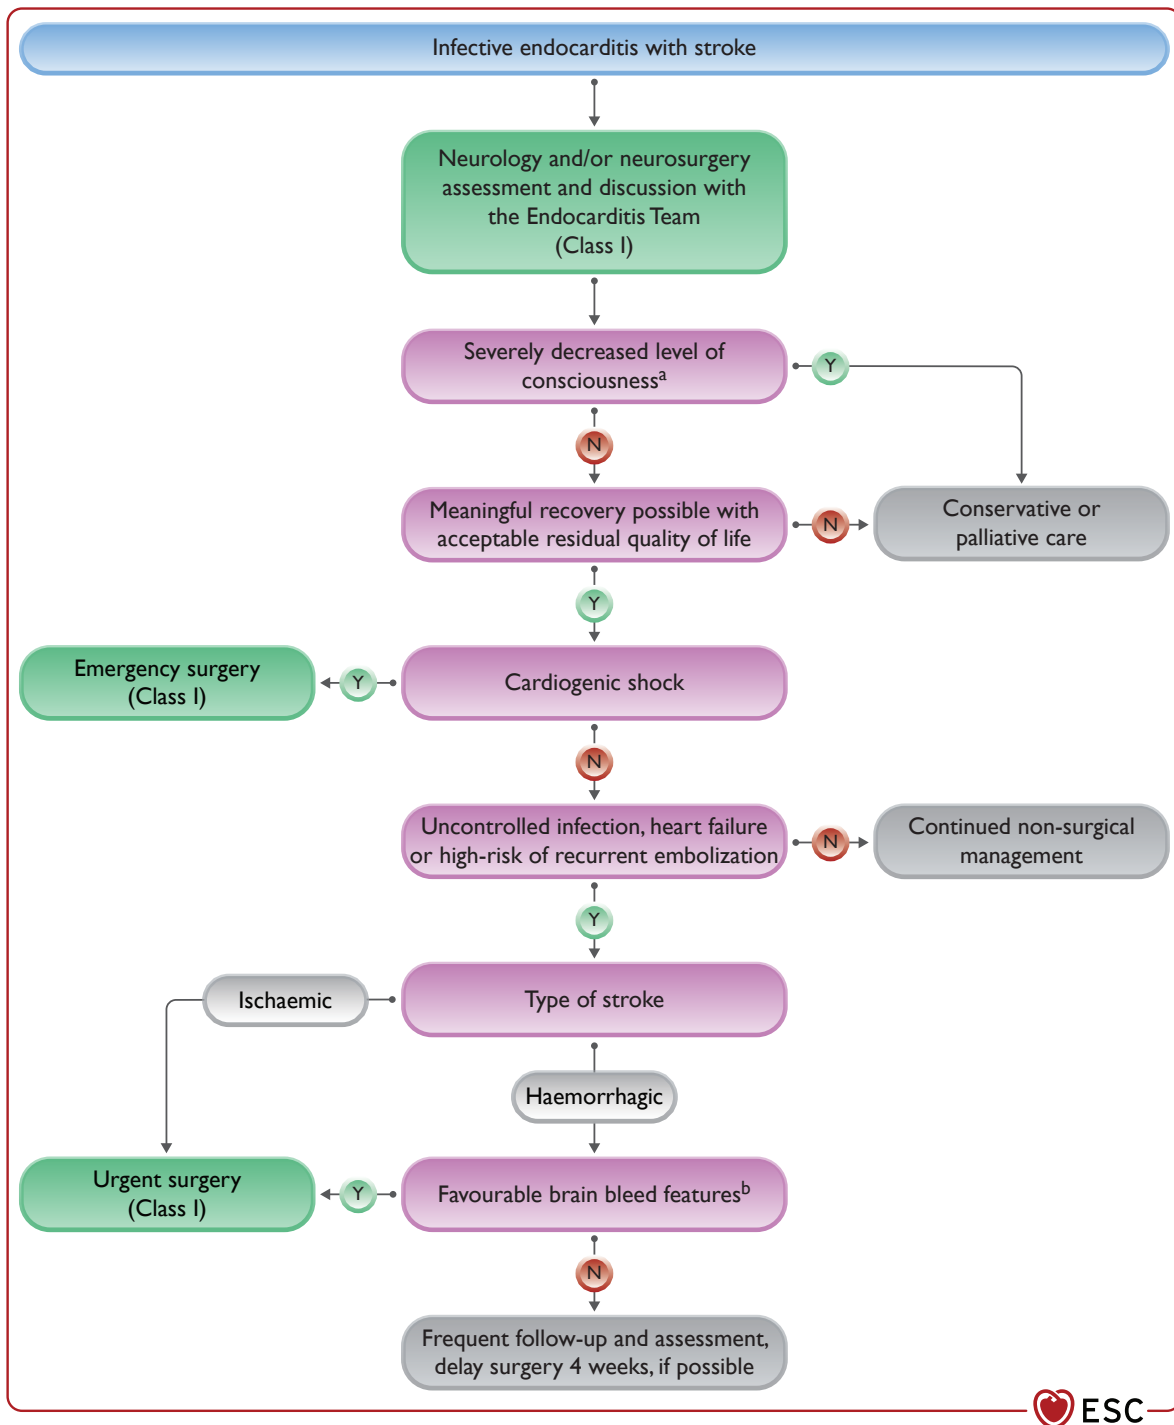 Infective endocarditis with stroke
Neurology and/or neurosurgery
assessment and discussion with
the Endocarditis Team
(Class I)
Severely decreased level of
consciousnessᵃ
Y
N
Meaningful recovery possible with
acceptable residual quality of life
N
Conservative or
palliative care
Y
Emergency surgery
(Class I)
Y
Cardiogenic shock
N
Uncontrolled infection, heart failure
or high-risk of recurrent embolization
N
Continued non-surgical
management
Y
Ischaemic
Type of stroke
Haemorrhagic
Urgent surgery
(Class I)
Y
Favourable brain bleed featuresᵇ
N
Frequent follow-up and assessment,
delay surgery 4 weeks, if possible
ESC